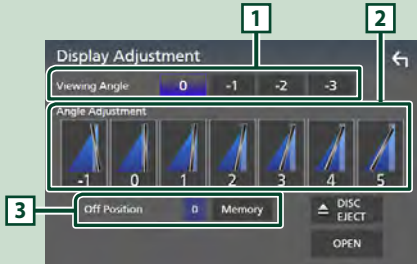 1 2
Display Adjustment
Viewing Angle 0 -1 -2 -3
Angle Adjustment
-1 0 1 2 3 4 5
3 Off Position 0 Memory
DISC
EJECT
OPEN